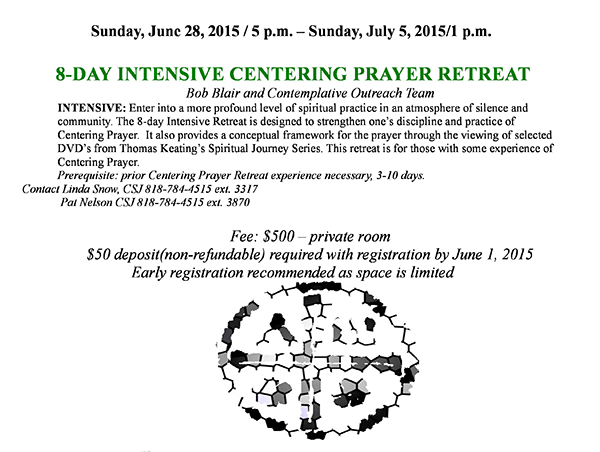 Sunday, June 28, 2015 / 5 p.m. – Sunday, July 5, 2015/1 p.m.
8-DAY INTENSIVE CENTERING PRAYER RETREAT
Bob Blair and Contemplative Outreach Team
INTENSIVE: Enter into a more profound level of spiritual practice in an atmosphere of silence and
community. The 8-day Intensive Retreat is designed to strengthen one's discipline and practice of
Centering Prayer. It also provides a conceptual framework for the prayer through the viewing of selected
DVD's from Thomas Keating's Spiritual Journey Series. This retreat is for those with some experience of
Centering Prayer.
Prerequisite: prior Centering Prayer Retreat experience necessary, 3-10 days.
Contact Linda Snow, CSJ 818-784-4515 ext. 3317
Pat Nelson CSJ 818-784-4515 ext. 3870
Fee: $500 – private room
$50 deposit(non-refundable) required with registration by June 1, 2015
Early registration recommended as space is limited